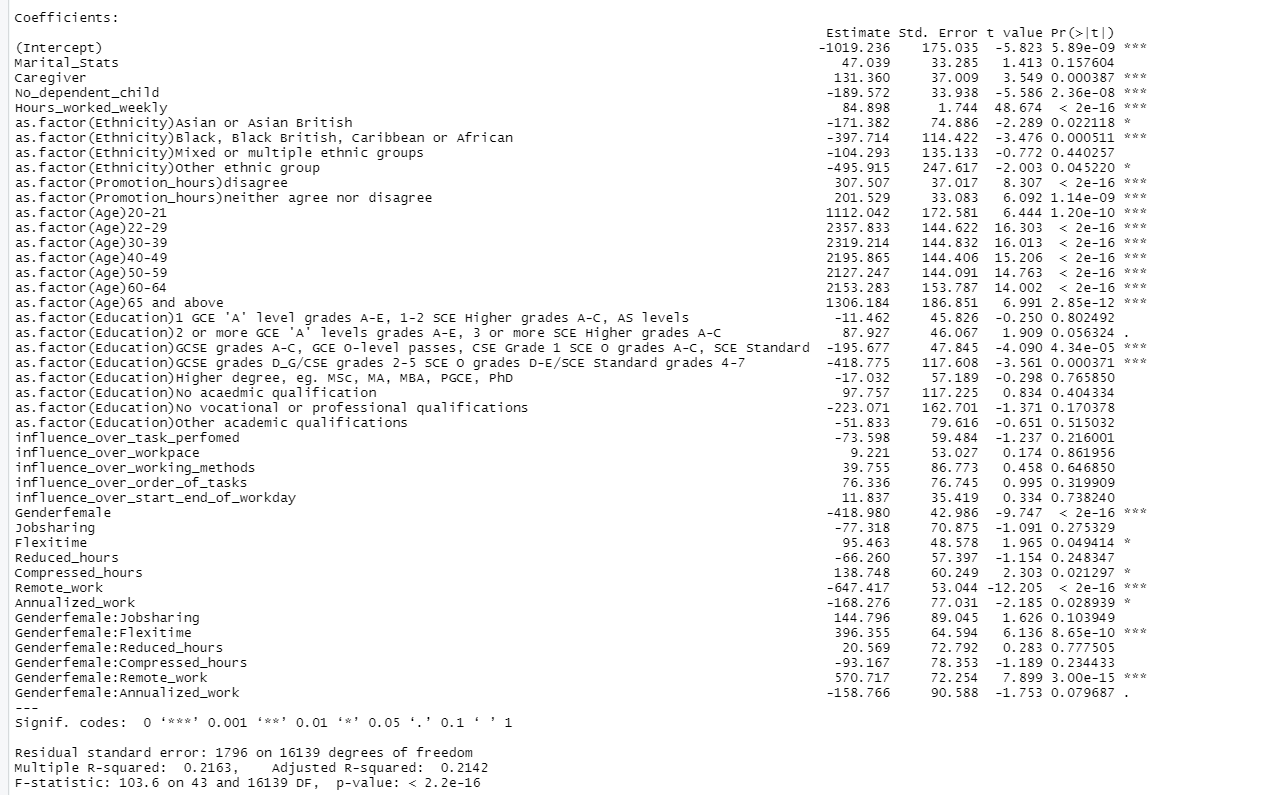 Coefficients:
Estimate Std. Error t value Pr(>|t|)
(Intercept) -1019.236 175.035 -5.823 5.89e-09 ***
Marital_Stats 47.039 33.285 1.413 0.157604
Caregiver 131.360 37.009 3.549 0.000387 ***
No_dependent_child -189.572 33.938 -5.586 2.36e-08 ***
Hours_worked_weekly 84.898 1.744 48.674 < 2e-16 ***
as.factor(Ethnicity)Asian or Asian British -171.382 74.886 -2.289 0.022118 *
as.factor(Ethnicity)Black, Black British, Caribbean or African -397.714 114.422 -3.476 0.000511 ***
as.factor(Ethnicity)Mixed or multiple ethnic groups -104.293 135.133 -0.772 0.440257
as.factor(Ethnicity)Other ethnic group -495.915 247.617 -2.003 0.045220 *
as.factor(Promotion_hours)disagree 307.507 37.017 8.307 < 2e-16 ***
as.factor(Promotion_hours)neither agree nor disagree 201.529 33.083 6.092 1.14e-09 ***
as.factor(Age)20-21 1112.042 172.581 6.444 1.20e-10 ***
as.factor(Age)22-29 2357.833 144.622 16.303 < 2e-16 ***
as.factor(Age)30-39 2319.214 144.832 16.013 < 2e-16 ***
as.factor(Age)40-49 2195.865 144.406 15.206 < 2e-16 ***
as.factor(Age)50-59 2127.247 144.091 14.763 < 2e-16 ***
as.factor(Age)60-64 2153.283 153.787 14.002 < 2e-16 ***
as.factor(Age)65 and above 1306.184 186.851 6.991 2.85e-12 ***
as.factor(Education)1 GCE 'A' level grades A-E, 1-2 SCE Higher grades A-C, AS levels -11.462 45.826 -0.250 0.802492
as.factor(Education)2 or more GCE 'A' levels grades A-E, 3 or more SCE Higher grades A-C 87.927 46.067 1.909 0.056324 .
as.factor(Education)GCSE grades A-C, GCE O-level passes, CSE Grade 1 SCE O grades A-C, SCE Standard -195.677 47.845 -4.090 4.34e-05 ***
as.factor(Education)GCSE grades D_G/CSE grades 2-5 SCE O grades D-E/SCE Standard grades 4-7 -418.775 117.608 -3.561 0.000371 ***
as.factor(Education)Higher degree, eg. MSc, MA, MBA, PGCE, PhD -17.032 57.189 -0.298 0.765850
as.factor(Education)No acaedmic qualification 97.757 117.225 0.834 0.404334
as.factor(Education)No vocational or professional qualifications -223.071 162.701 -1.371 0.170378
as.factor(Education)Other academic qualifications -51.833 79.616 -0.651 0.515032
influence_over_task_perfomed -73.598 59.484 -1.237 0.216001
influence_over_workpace 9.221 53.027 0.174 0.861956
influence_over_working_methods 39.755 86.773 0.458 0.646850
influence_over_order_of_tasks 76.336 76.745 0.995 0.319909
influence_over_start_end_of_workday 11.837 35.419 0.334 0.738240
Genderfemale -418.980 42.986 -9.747 < 2e-16 ***
Jobsharing -77.318 70.875 -1.091 0.275329
Flexitime 95.463 48.578 1.965 0.049414 *
Reduced_hours -66.260 57.397 -1.154 0.248347
Compressed_hours 138.748 60.249 2.303 0.021297 *
Remote_work -647.417 53.044 -12.205 < 2e-16 ***
Annualized_work -168.276 77.031 -2.185 0.028939 *
Genderfemale:Jobsharing 144.796 89.045 1.626 0.103949
Genderfemale:Flexitime 396.355 64.594 6.136 8.65e-10 ***
Genderfemale:Reduced_hours 20.569 72.792 0.283 0.777505
Genderfemale:Compressed_hours -93.167 78.353 -1.189 0.234433
Genderfemale:Remote_work 570.717 72.254 7.899 3.00e-15 ***
Genderfemale:Annualized_work -158.766 90.588 -1.753 0.079687 .
---
Signif. codes: 0 ‘***’ 0.001 ‘**’ 0.01 ‘*’ 0.05 ‘.’ 0.1 ‘ ’ 1
Residual standard error: 1796 on 16139 degrees of freedom
Multiple R-squared: 0.2163, Adjusted R-squared: 0.2142
F-statistic: 103.6 on 43 and 16139 DF, p-value: < 2.2e-16